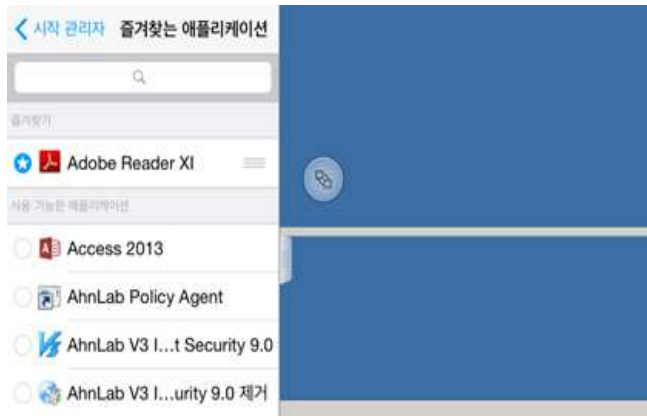 시작 관리자 즐겨찾는 애플리케이션
즐겨찾기
Adobe Reader XI
사용 가능한 애플리케이션
Access 2013
AhnLab Policy Agent
AhnLab V3 I...t Security 9.0
AhnLab V3 I...urity 9.0 제거